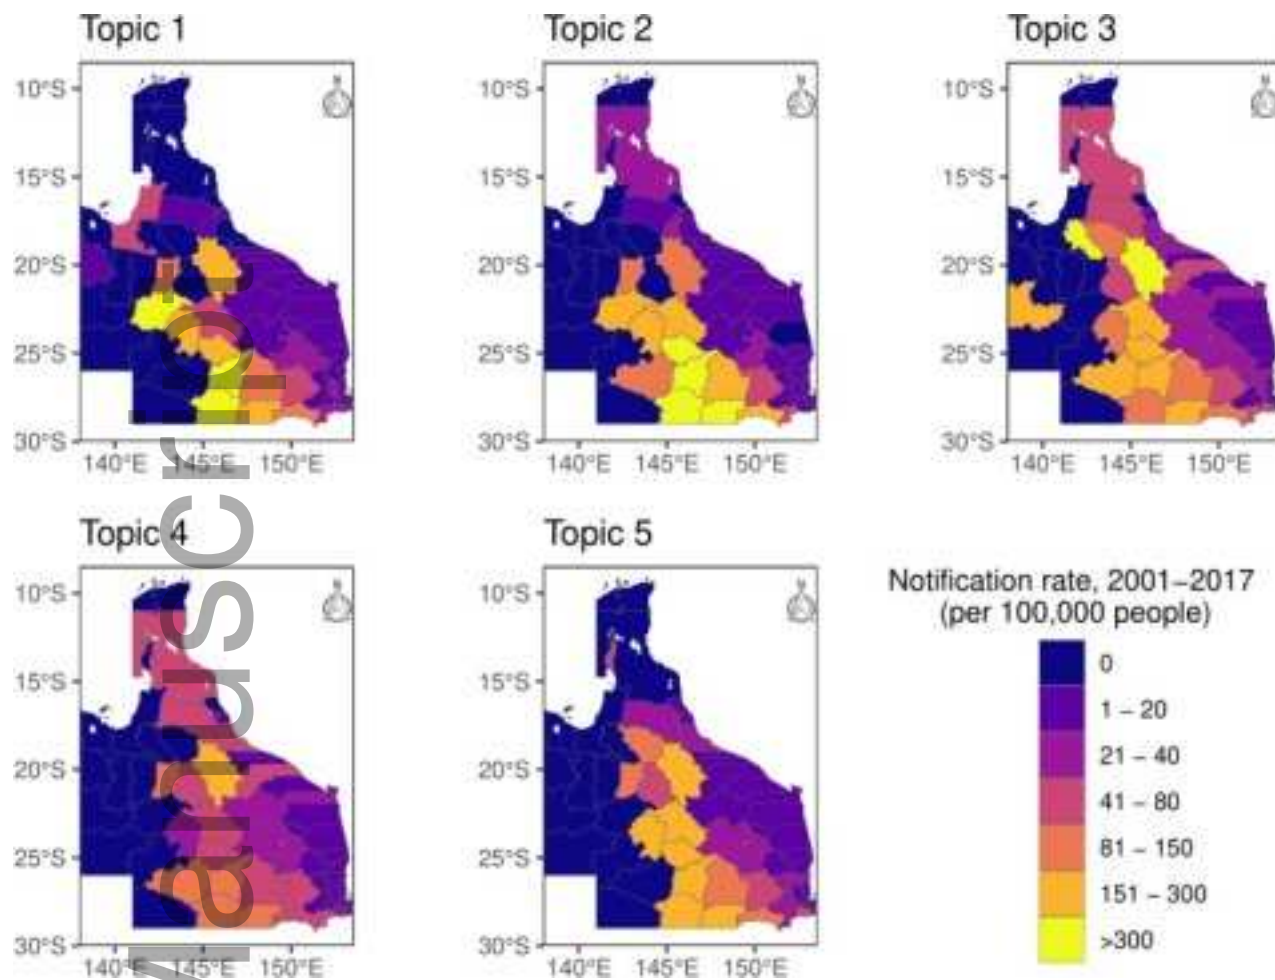 Topic 1
Topic 2
Topic 3
10°S
15°S
20°S
25°S
30°S
140°E 145°E 150°E
N
10°S
15°S
20°S
25°S
30°S
140°E 145°E 150°E
N
10°S
15°S
20°S
25°S
30°S
140°E 145°E 150°E
N
Topic 4
Topic 5
10°S
15°S
20°S
25°S
30°S
140°E 145°E 150°E
N
10°S
15°S
20°S
25°S
30°S
140°E 145°E 150°E
N
Notification rate, 2001–2017
(per 100,000 people)
0
1 – 20
21 – 40
41 – 80
81 – 150
151 – 300
>300
Manuscript